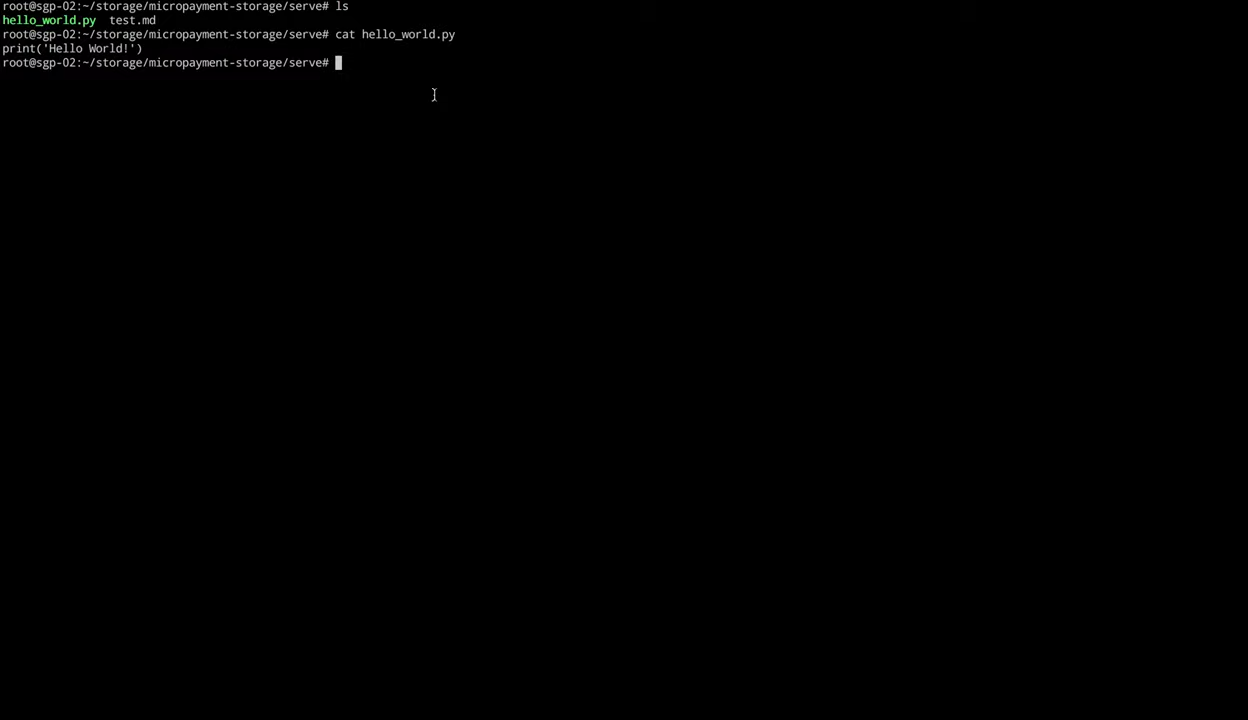 root@sgp-02:~/storage/micropayment-storage/serve# ls
hello_world.py  test.md
root@sgp-02:~/storage/micropayment-storage/serve# cat hello_world.py
print('Hello World!')
root@sgp-02:~/storage/micropayment-storage/serve#